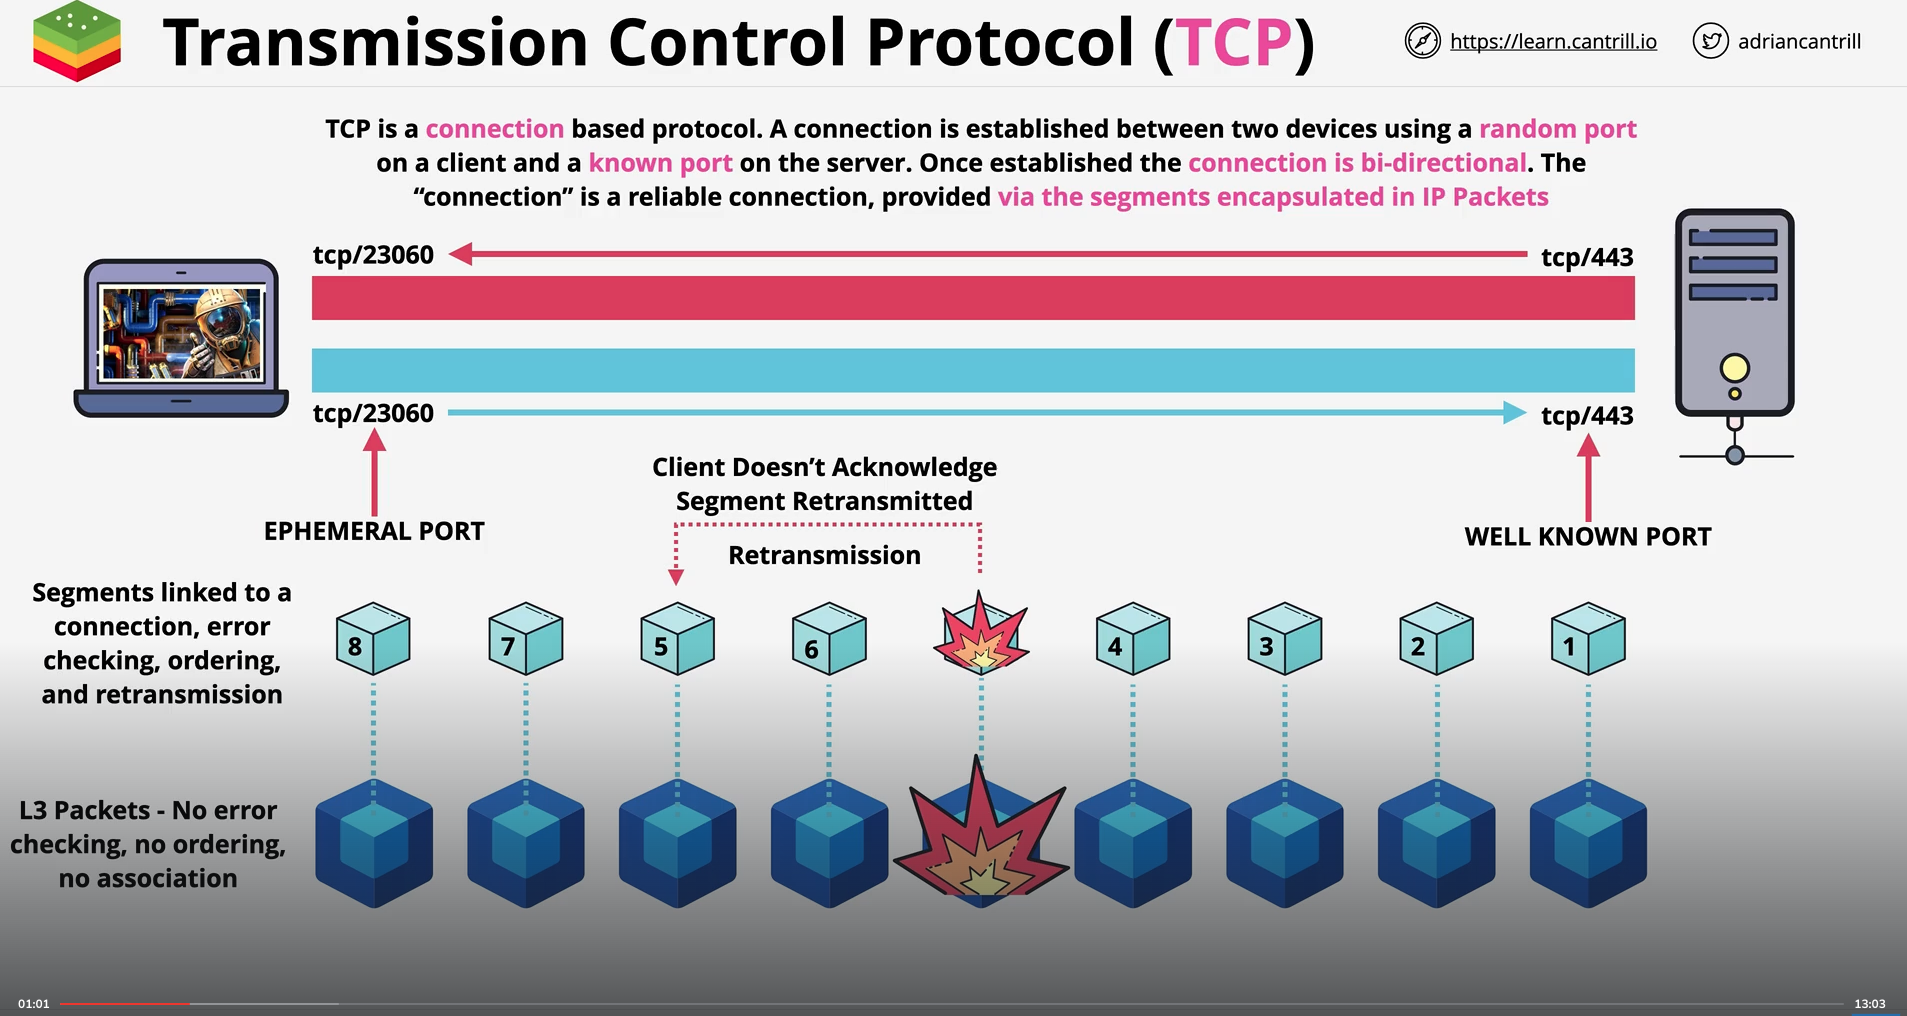 Transmission Control Protocol (TCP)
https://learn.cantrill.io
adriancantrill
TCP is a connection based protocol. A connection is established between two devices using a random port
on a client and a known port on the server. Once established the connection is bi-directional. The
“connection” is a reliable connection, provided via the segments encapsulated in IP Packets
tcp/23060
tcp/443
tcp/23060
tcp/443
EPHEMERAL PORT
WELL KNOWN PORT
Client Doesn’t Acknowledge
Segment Retransmitted
Retransmission
Segments linked to a
connection, error
checking, ordering,
and retransmission
8
7
5
6
4
3
2
1
L3 Packets - No error
checking, no ordering,
no association
01:01
13:03